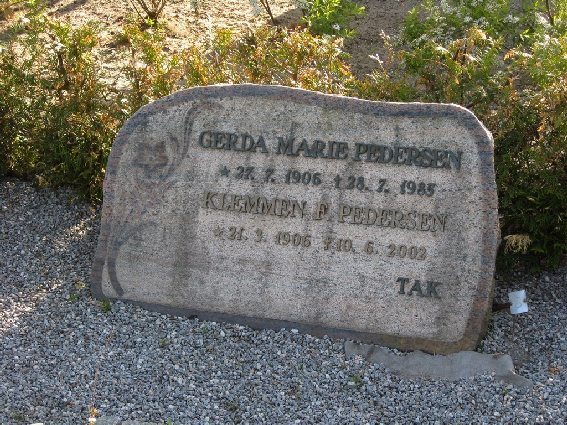 GERDA MARIE PEDERSEN
★ 27. 7. 1906 ✝ 28. 7. 1985
KLEMMEN F. PEDERSEN
★ 21. 3. 1906 ✝ 10. 6. 2002
TAK